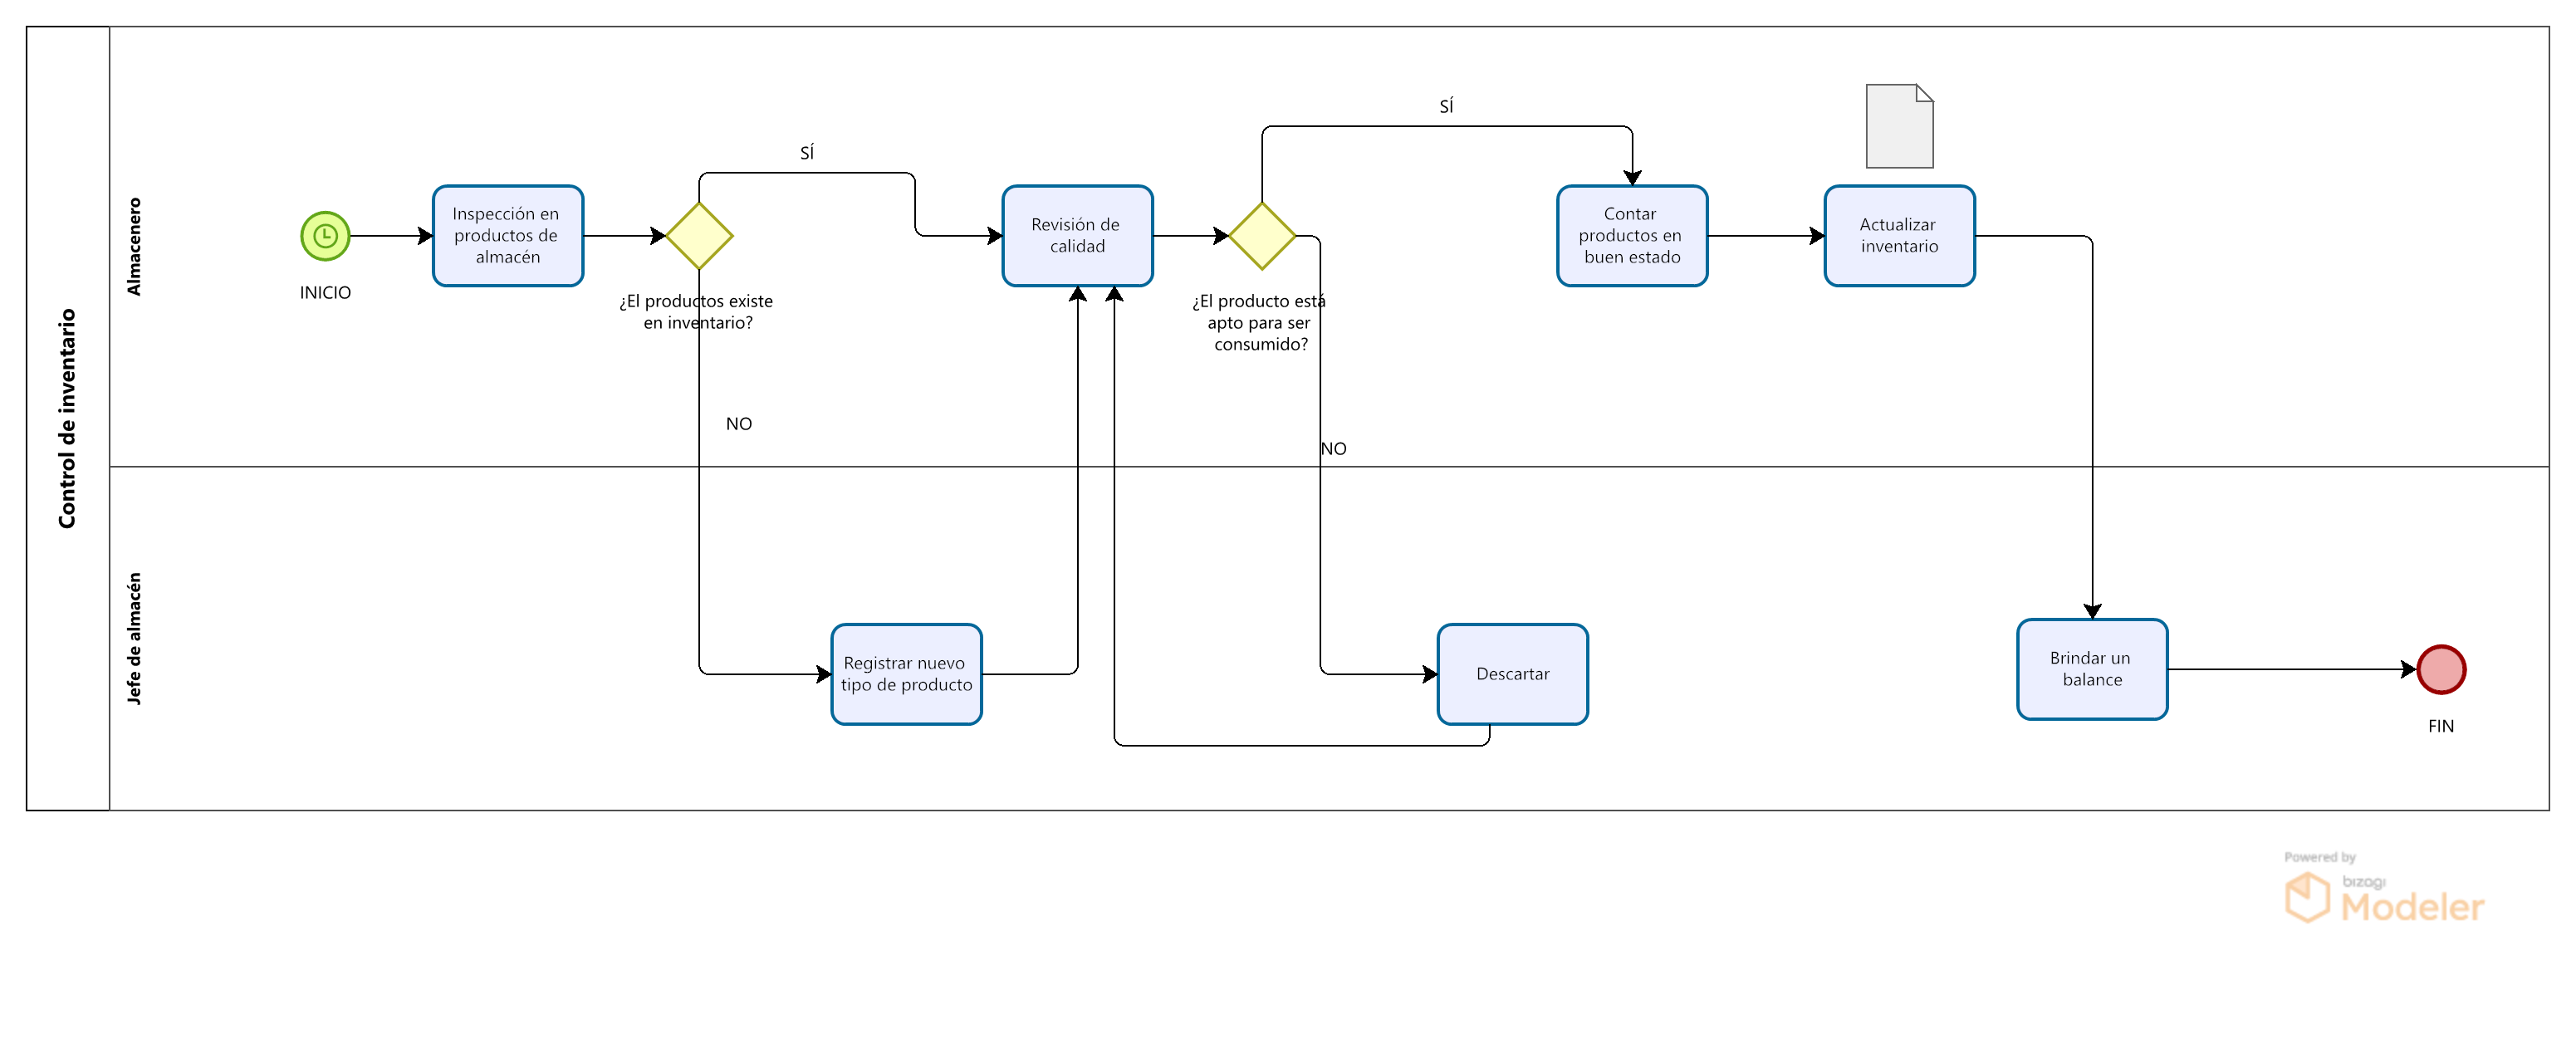 Control de inventario
Almacenero
INICIO
Inspección en
productos de
almacén
¿El productos existe
en inventario?
SÍ
NO
Revisión de
calidad
¿El producto está
apto para ser
consumido?
SÍ
NO
Contar
productos en
buen estado
Actualizar
inventario
Jefe de almacén
Registrar nuevo
tipo de producto
Descartar
Brindar un
balance
FIN
Powered by
bizagi
Modeler